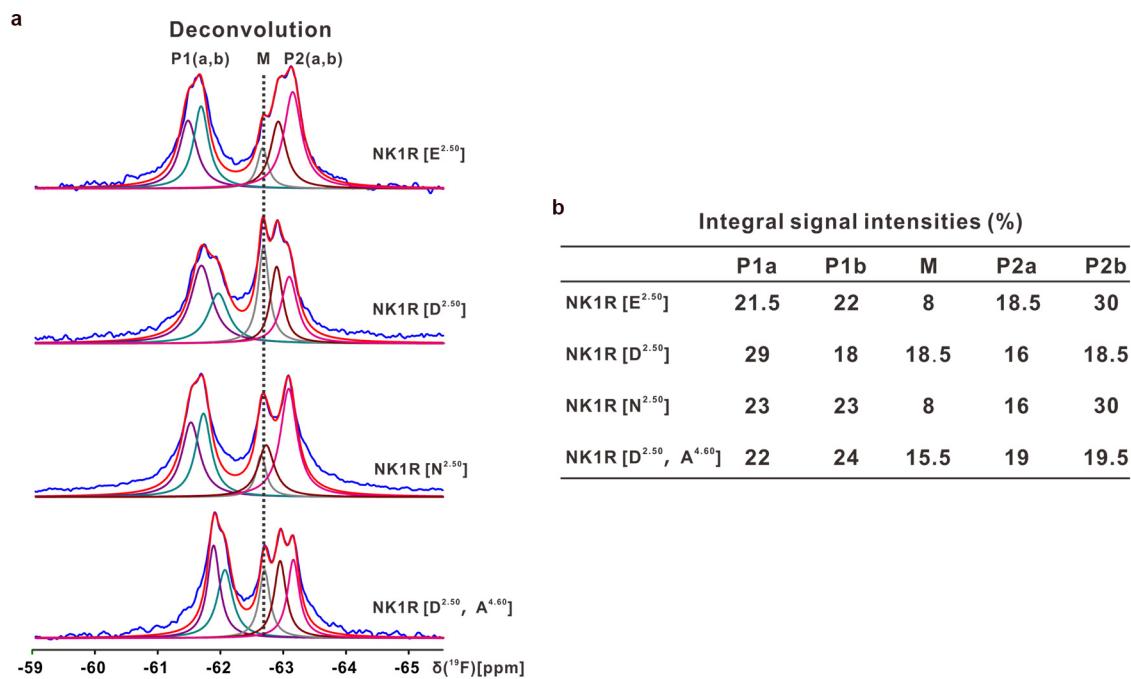 a
Deconvolution
P1(a,b) M P2(a,b)
NK1R [E2.50]
NK1R [D2.50]
NK1R [N2.50]
NK1R [D2.50, A4.60]
-59 -60 -61 -62 -63 -64 -65
δ(19F)[ppm]
b
Integral signal intensities (%)
P1a P1b M P2a P2b
NK1R [E2.50] 21.5 22 8 18.5 30
NK1R [D2.50] 29 18 18.5 16 18.5
NK1R [N2.50] 23 23 8 16 30
NK1R [D2.50, A4.60] 22 24 15.5 19 19.5